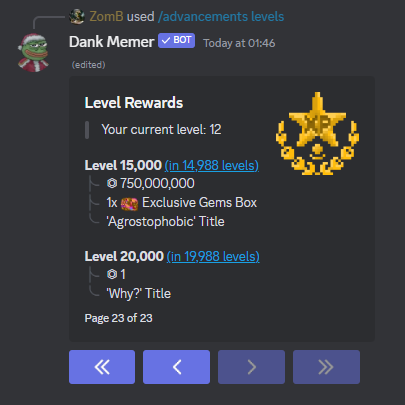 ZomB used /advancements levels
Dank Memer ✓ BOT Today at 01:46
(edited)
Level Rewards
Your current level: 12
XP
Level 15,000 (in 14,988 levels)
750,000,000
1x Exclusive Gems Box
'Agrostophobic' Title
Level 20,000 (in 19,988 levels)
1
'Why?' Title
Page 23 of 23